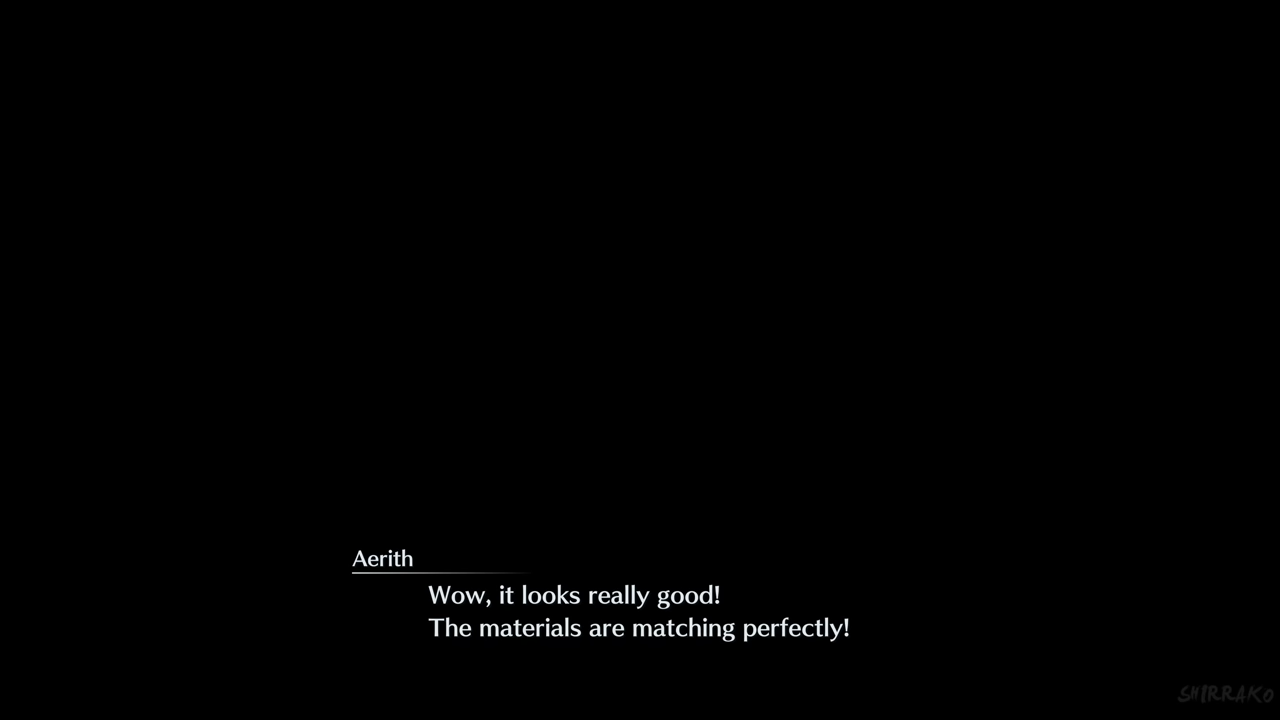 Aerith
Wow, it looks really good!
The materials are matching perfectly!
SHIRRAKO